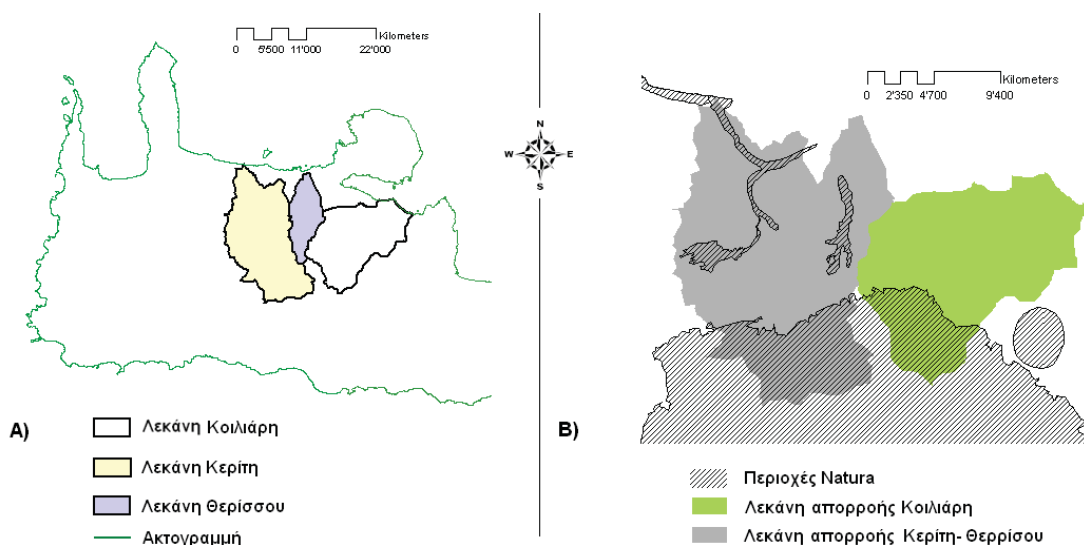 Kilometers
0 5'500 11'000 22'000
N
W E
S
Kilometers
0 2'350 4'700 9'400
A)
Λεκάνη Κοιλιάρη
Λεκάνη Κερίτη
Λεκάνη Θερίσσου
Ακτογραμμή
B)
Περιοχές Natura
Λεκάνη απορροής Κοιλιάρη
Λεκάνη απορροής Κερίτη- Θερρίσου